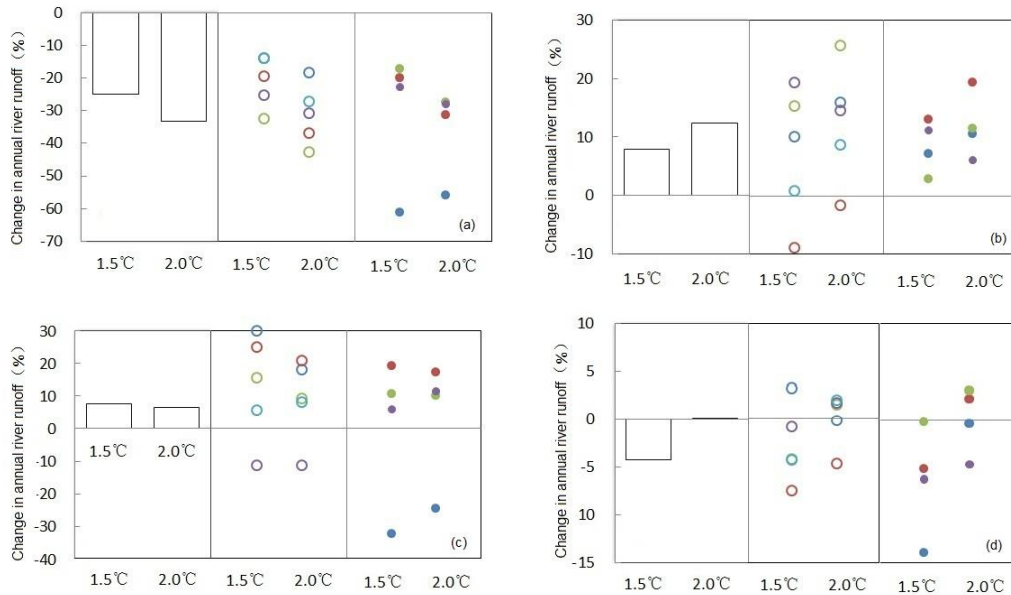 Change in annual river runoff（%）
0
-10
-20
-30
-40
-50
-60
-70
(a)
1.5℃ 2.0℃ 1.5℃ 2.0℃ 1.5℃ 2.0℃
Change in annual river runoff（%）
30
20
10
0
-10
(b)
1.5℃ 2.0℃ 1.5℃ 2.0℃ 1.5℃ 2.0℃
Change in annual river runoff（%）
30
20
10
0
-10
-20
-30
-40
1.5℃ 2.0℃
(c)
1.5℃ 2.0℃ 1.5℃ 2.0℃ 1.5℃ 2.0℃
Change in annual river runoff（%）
10
5
0
-5
-10
-15
(d)
1.5℃ 2.0℃ 1.5℃ 2.0℃ 1.5℃ 2.0℃